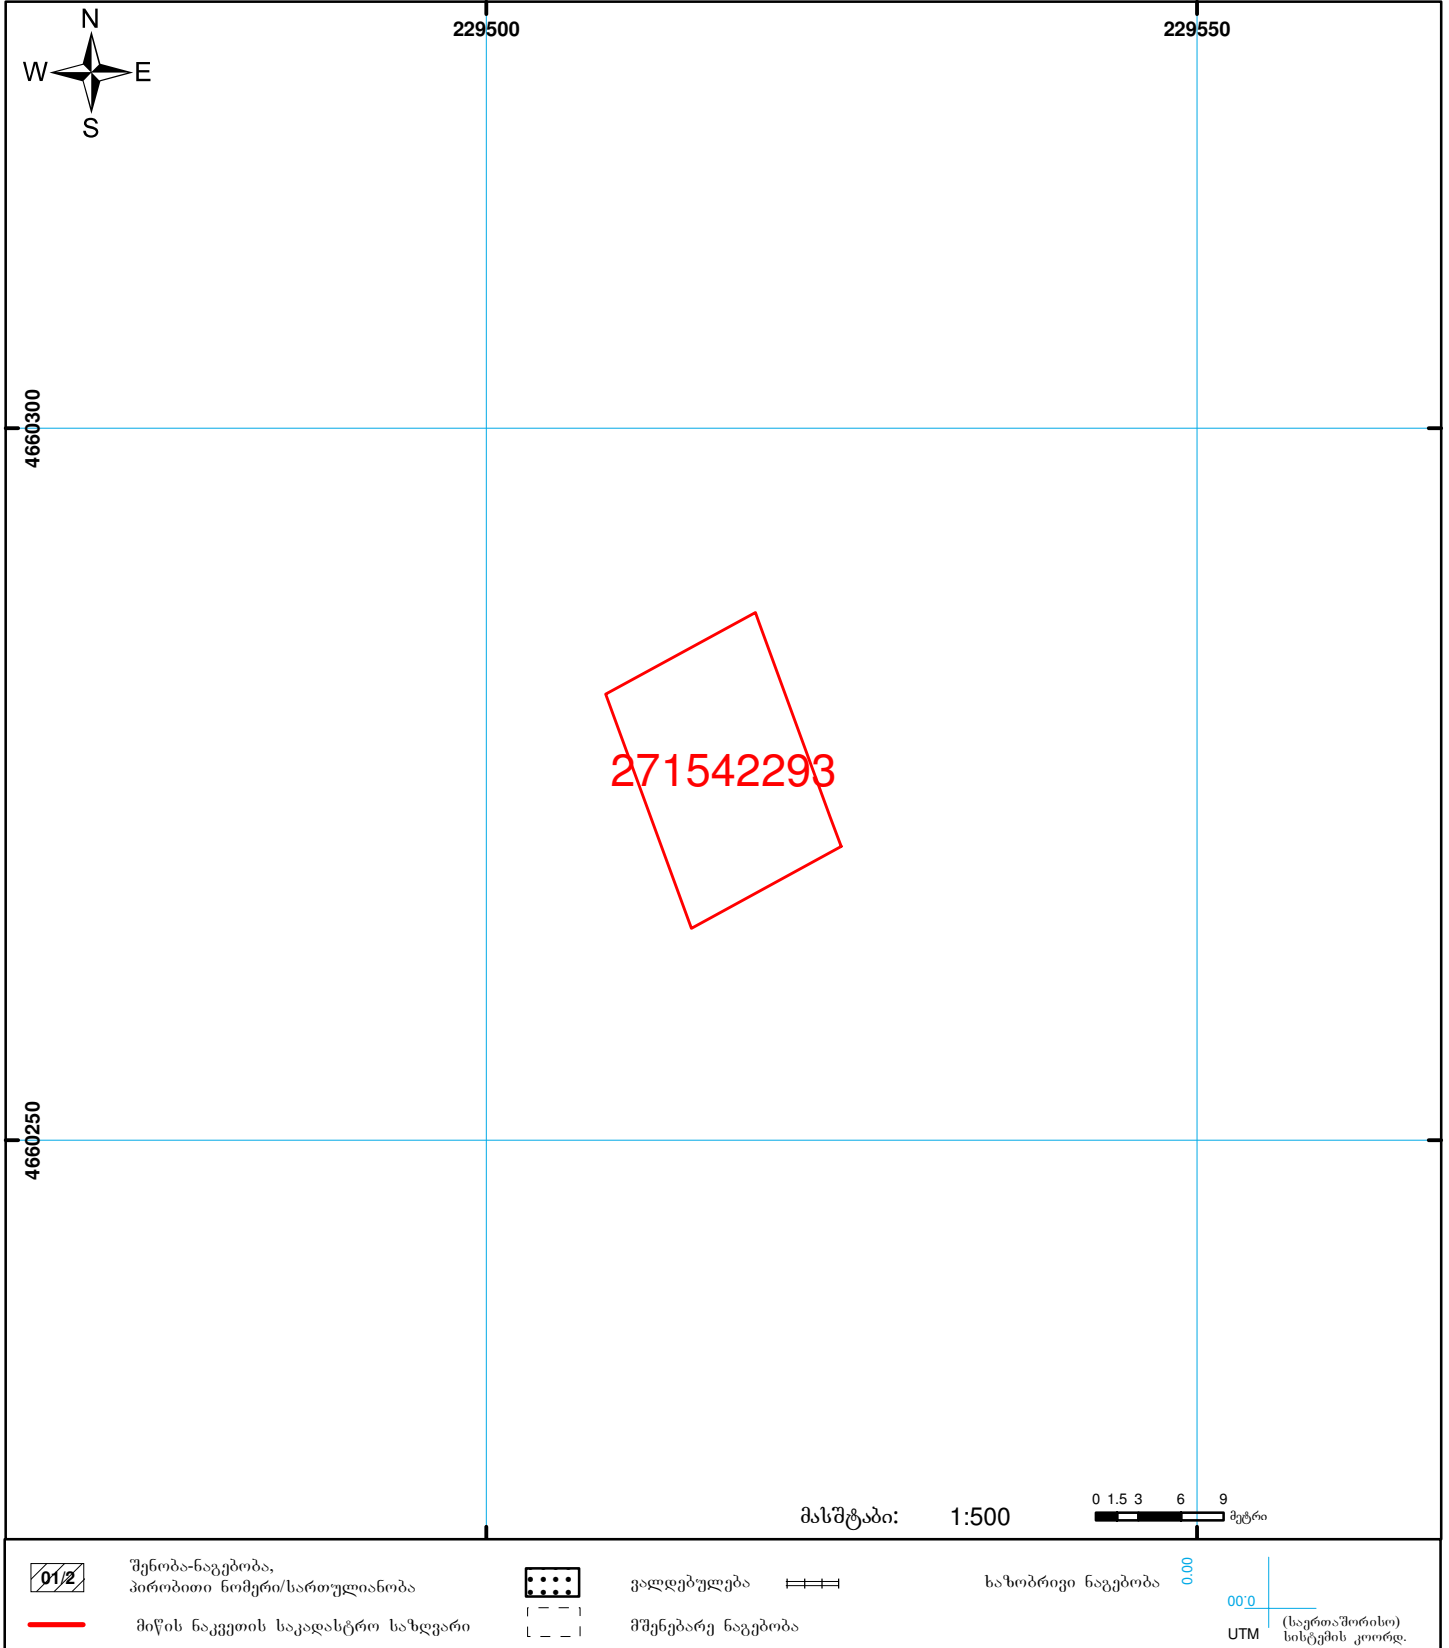 N
W E
S
229500 229550
4660300
271542293
4660250
მასშტაბი: 1:500
0 1.5 3 6 9
მეტრი
01/2
შენობა-ნაგებობა,
პირობითი ნომერი/სართულიანობა
ვალდებულება
ხაზობრივი ნაგებობა
00.0
00.0
მიწის ნაკვეთის საკადასტრო საზღვარი
მშენებარე ნაგებობა
UTM
(საერთაშორისო)
სისტემის კოორდ.